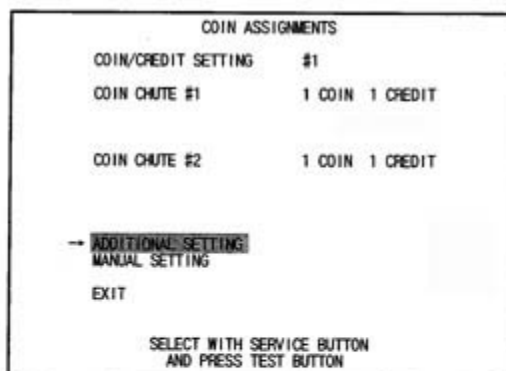 COIN ASSIGNMENTS
COIN/CREDIT SETTING #1
COIN CHUTE #1 1 COIN 1 CREDIT
COIN CHUTE #2 1 COIN 1 CREDIT
→ ADDITIONAL SETTING
MANUAL SETTING
EXIT
SELECT WITH SERVICE BUTTON
AND PRESS TEST BUTTON